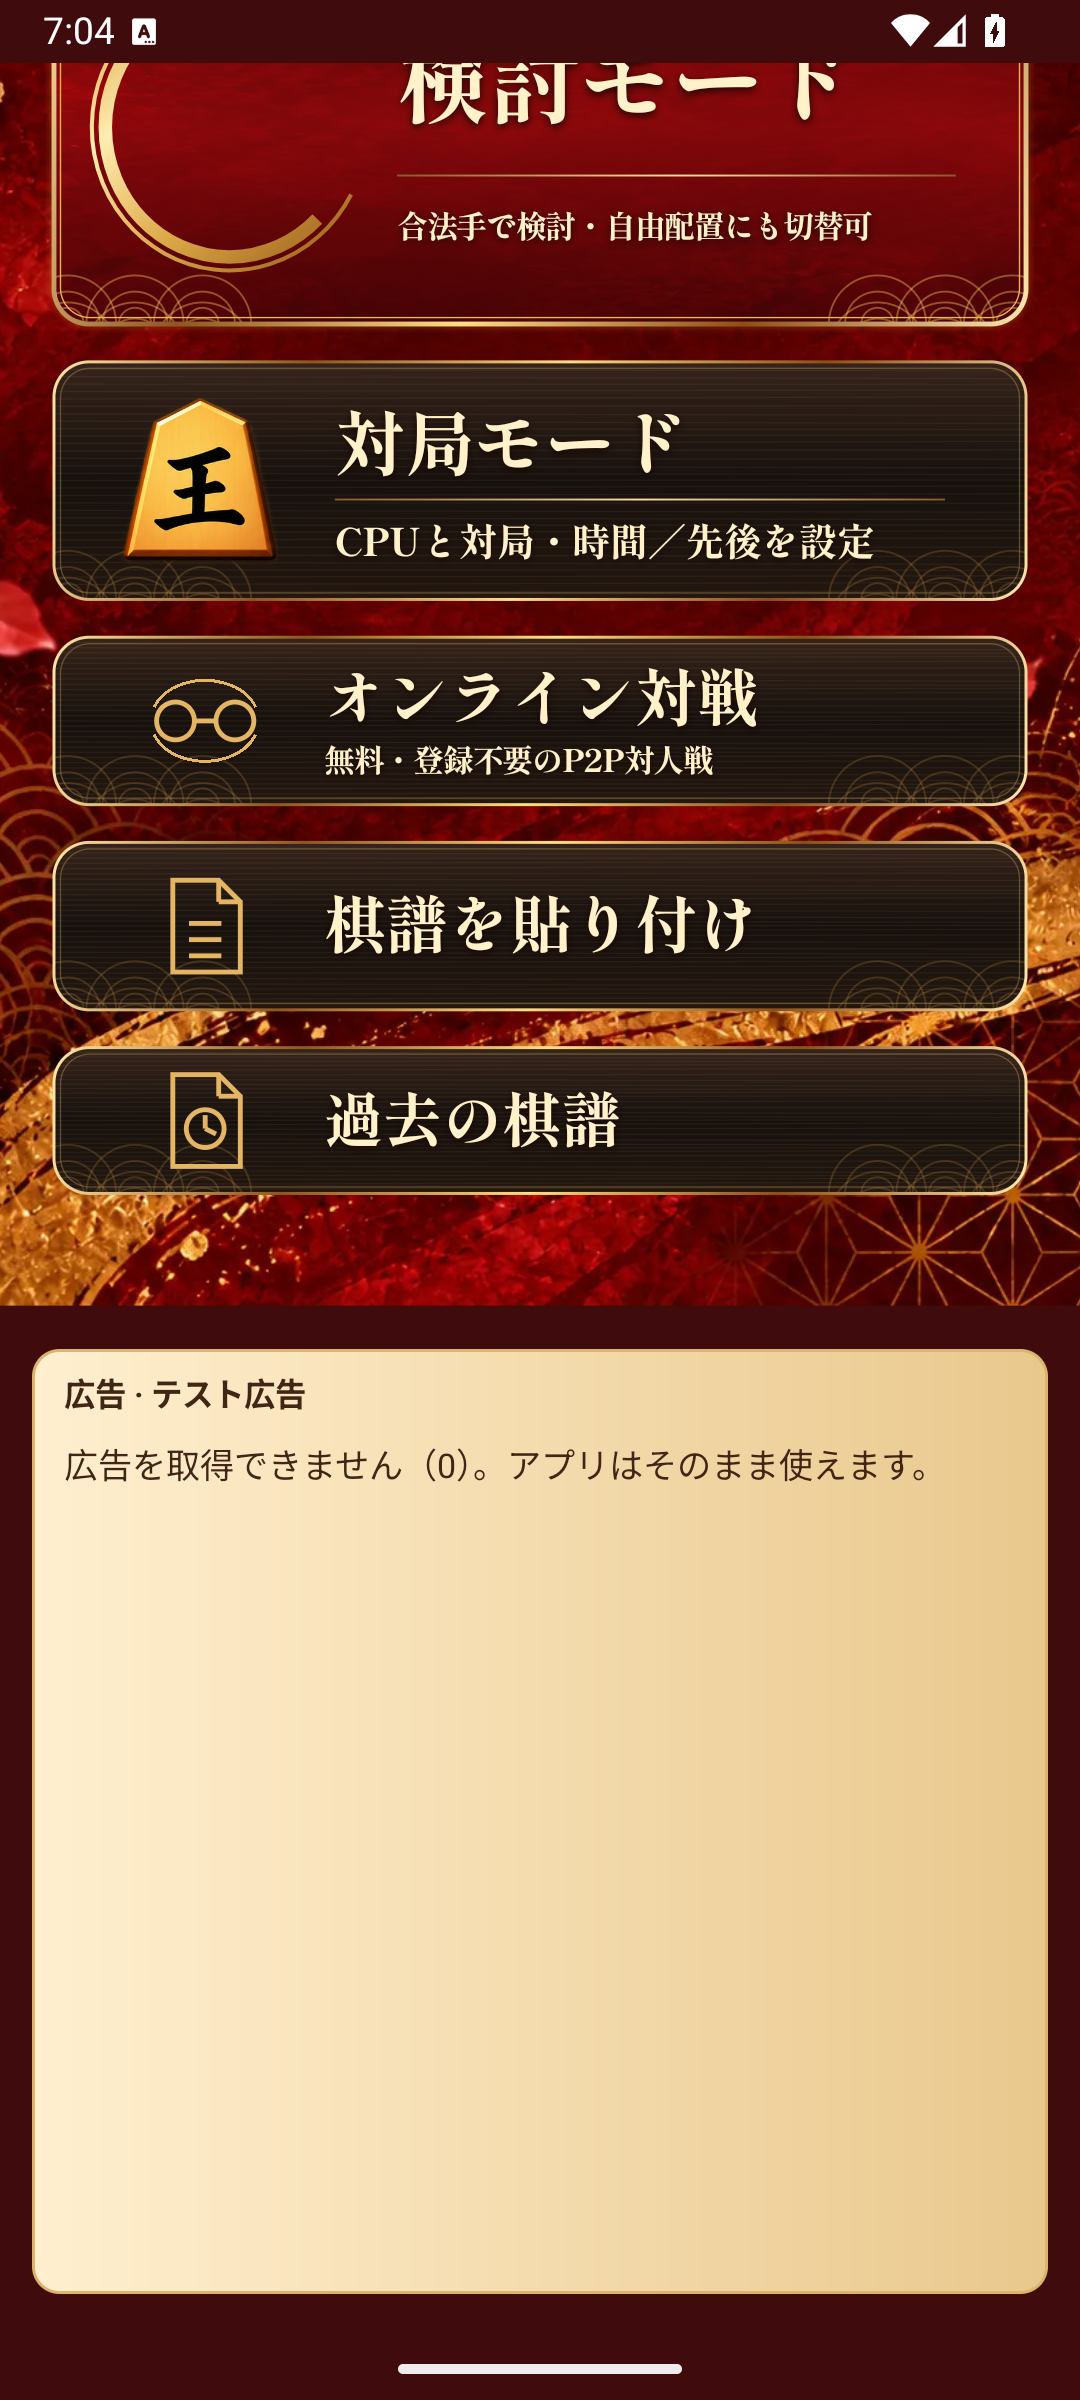 7:04
検討モード
合法手で検討・自由配置にも切替可
王
対局モード
CPUと対局・時間／先後を設定
オンライン対戦
無料・登録不要のP2P対人戦
棋譜を貼り付け
過去の棋譜
広告 · テスト広告
広告を取得できません（0）。アプリはそのまま使えます。